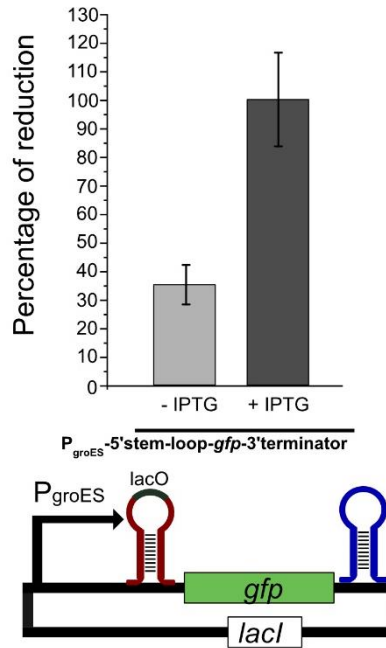 Percentage of reduction
130
120
110
100
90
80
70
60
50
40
30
20
10
0
- IPTG + IPTG
PgroES-5'stem-loop-gfp-3'terminator
lacO
PgroES
gfp
lacI